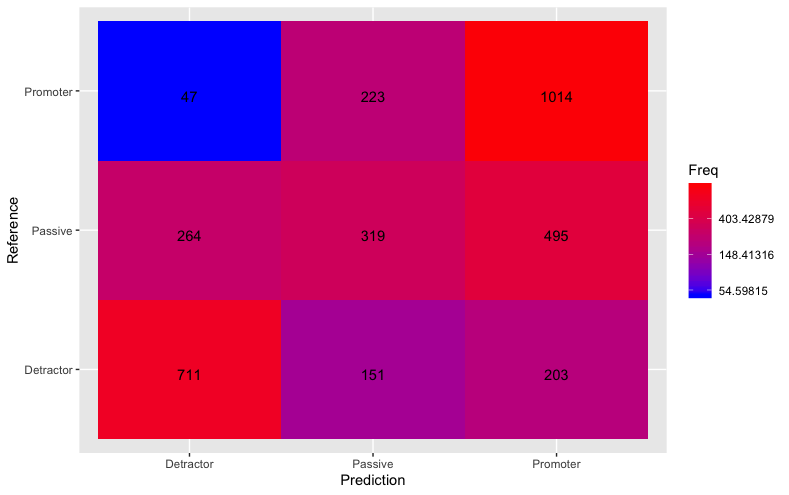 Promoter
47
223
1014
Passive
264
319
495
Detractor
711
151
203
Reference
Detractor
Passive
Promoter
Prediction
Freq
403.42879
148.41316
54.59815